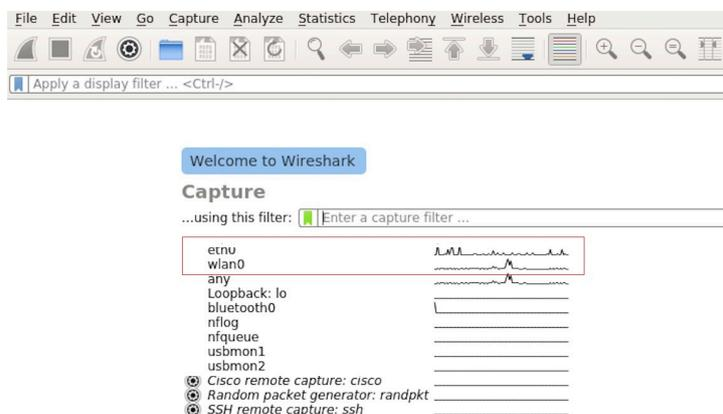 File Edit View Go Capture Analyze Statistics Telephony Wireless Tools Help
Apply a display filter ... <Ctrl-/>
Welcome to Wireshark
Capture
...using this filter: Enter a capture filter ...
eth0
wlan0
any
Loopback: lo
bluetooth0
nflog
nfqueue
usbmon1
usbmon2
Cisco remote capture: cisco
Random packet generator: randpkt
SSH remote capture: ssh